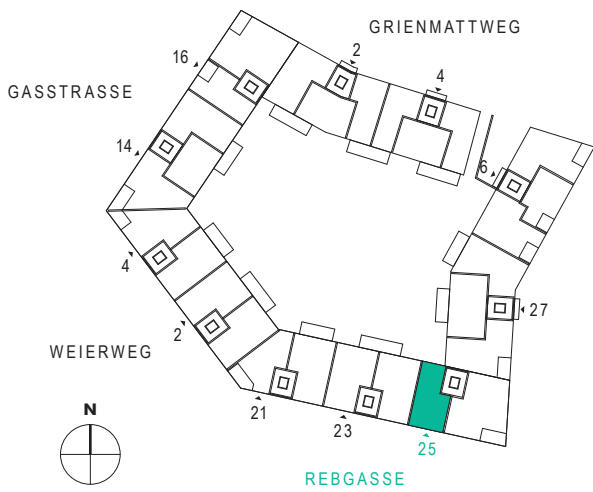 GRIENMATTWEG
2
16
4
GASSTRASSE
14
6
4
27
2
WEIERWEG
N
21
23
25
REBGASSE